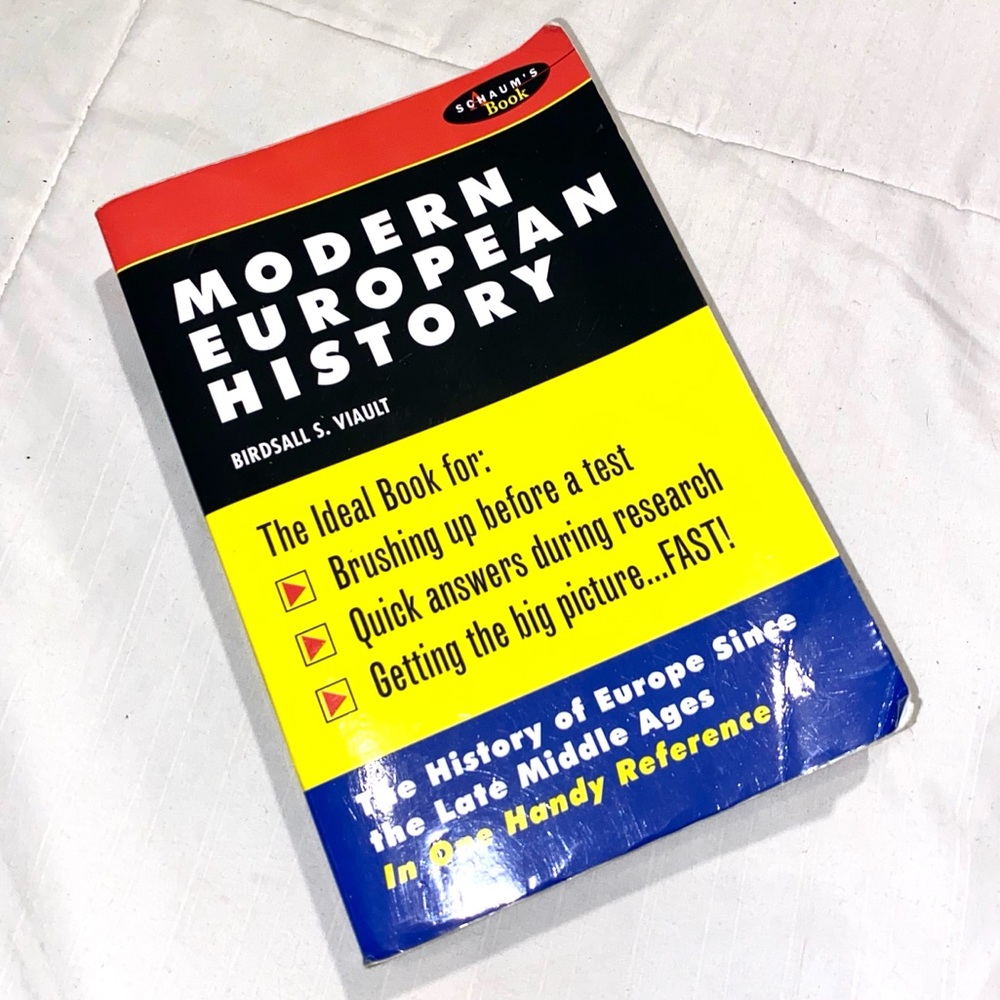 SCHAUM'S
A Book
MODERN
EUROPEAN
HISTORY
BIRDSALL S. VIAULT
The Ideal Book for:
Brushing up before a test
Quick answers during research
Getting the big picture...FAST!
The History of Europe Since
the Late Middle Ages
In One Handy Reference